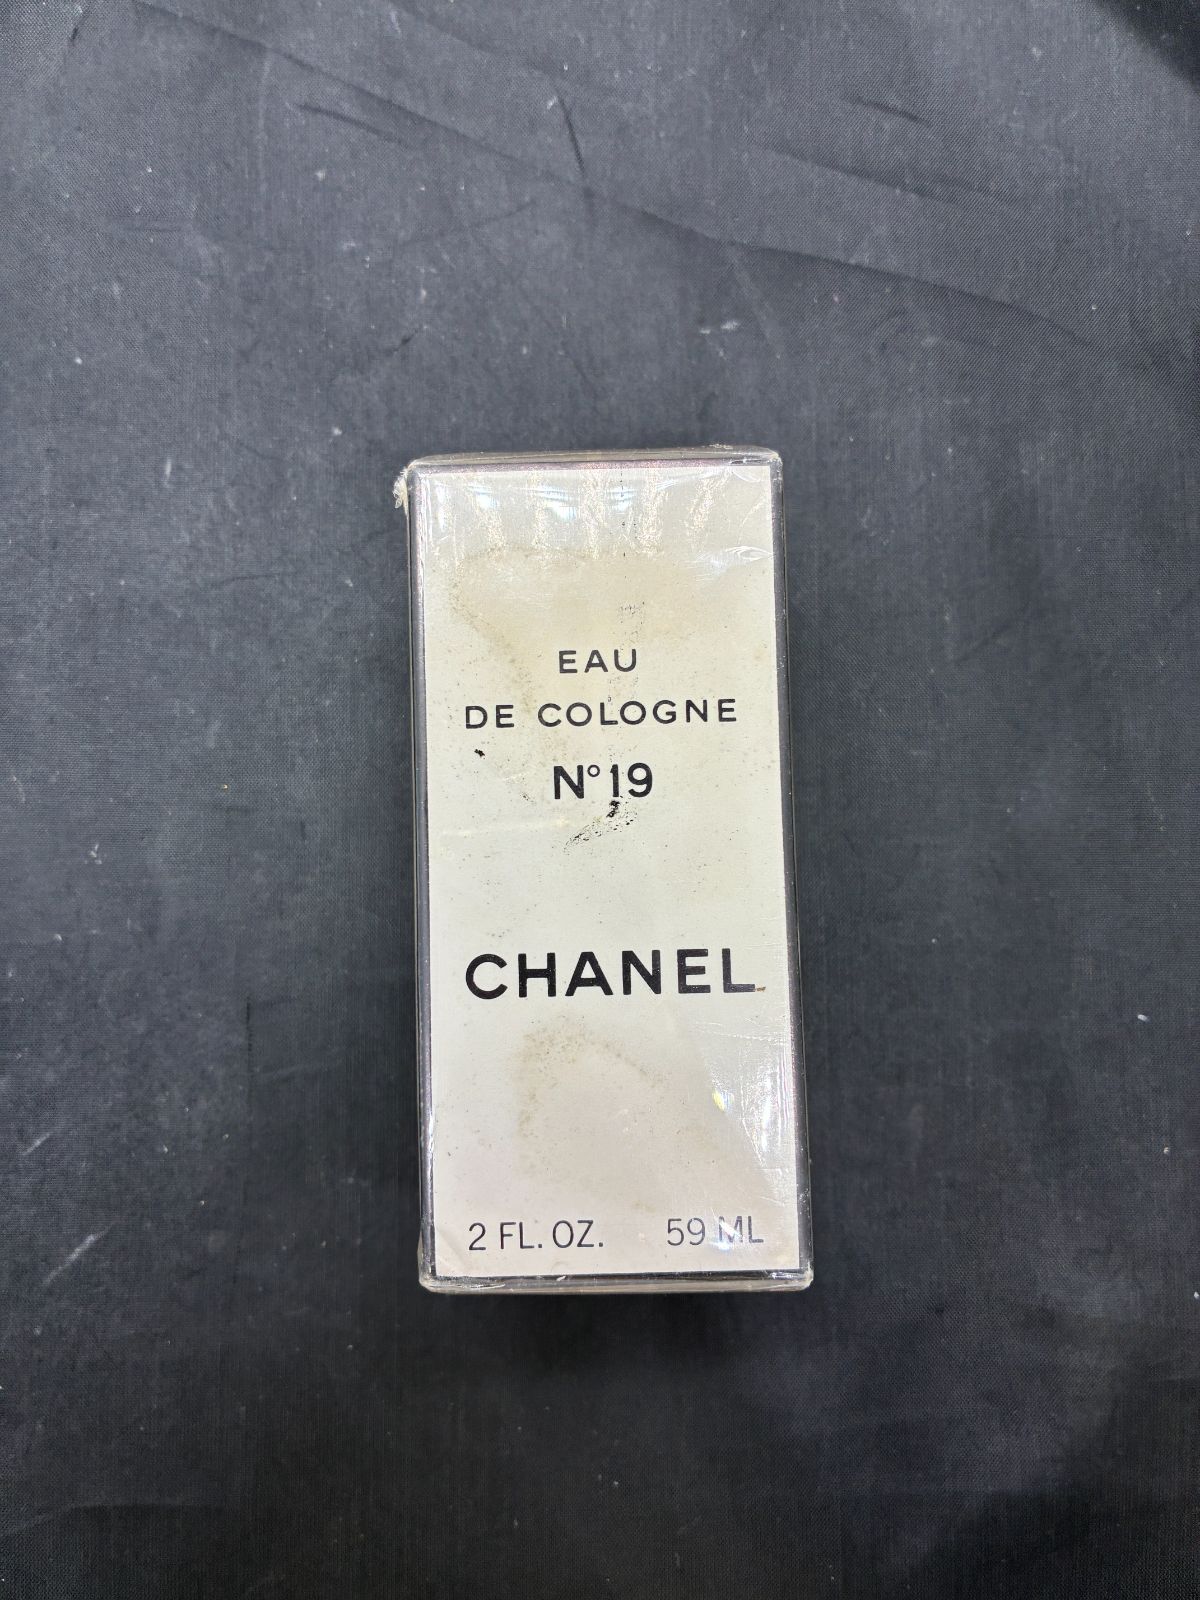 EAU
DE COLOGNE
N° 19
CHANEL
2 FL. OZ. 59 ML